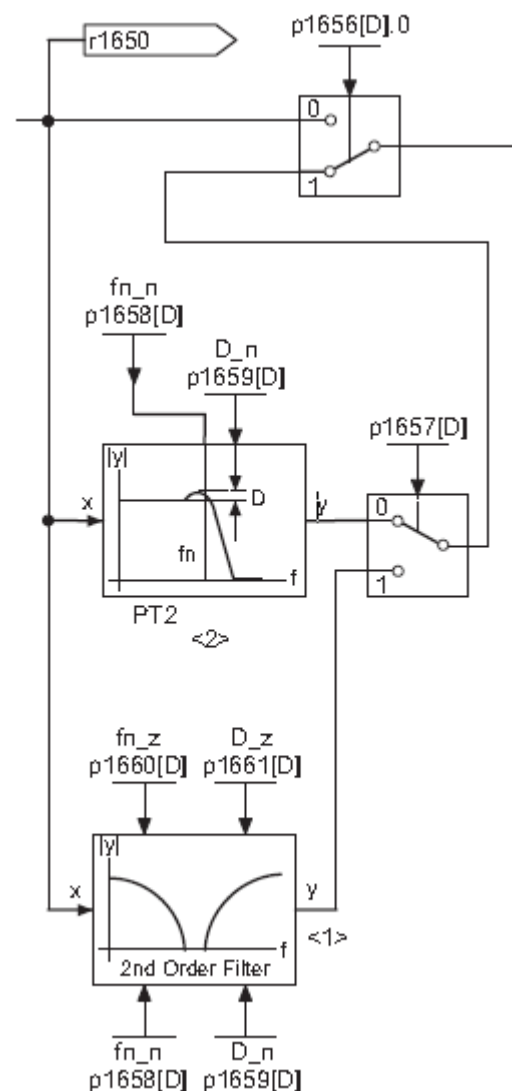 r1650
p1656[D].0
0
1
fn_n
p1658[D]
D_n
p1659[D]
p1657[D]
|y|
x
D
fn
f
y
0
1
PT2
<2>
fn_z
p1660[D]
D_z
p1661[D]
|y|
x
f
y
<1>
2nd Order Filter
fn_n
p1658[D]
D_n
p1659[D]